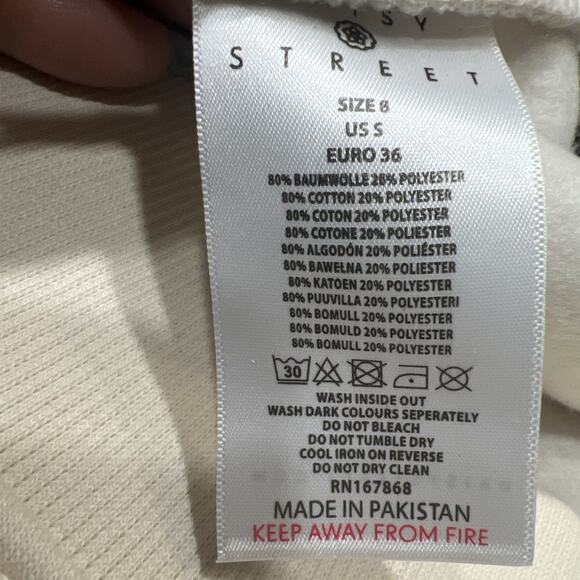 ISY
STREET
SIZE 8
US S
EURO 36
80% BAUMWOLLE 20% POLYESTER
80% COTTON 20% POLYESTER
80% COTON 20% POLYESTER
80% COTONE 20% POLYESTER
80% ALGODÓN 20% POLIÉSTER
80% BAWEŁNA 20% POLYESTER
80% KATOEN 20% POLYESTER
80% PUUVILLA 20% POLYESTERI
80% BOMULL 20% POLYESTER
80% BOMULD 20% POLYESTER
80% BOMULL 20% POLYESTER
30
WASH INSIDE OUT
WASH DARK COLOURS SEPERATELY
DO NOT BLEACH
DO NOT TUMBLE DRY
COOL IRON ON REVERSE
DO NOT DRY CLEAN
RN167868
MADE IN PAKISTAN
KEEP AWAY FROM FIRE